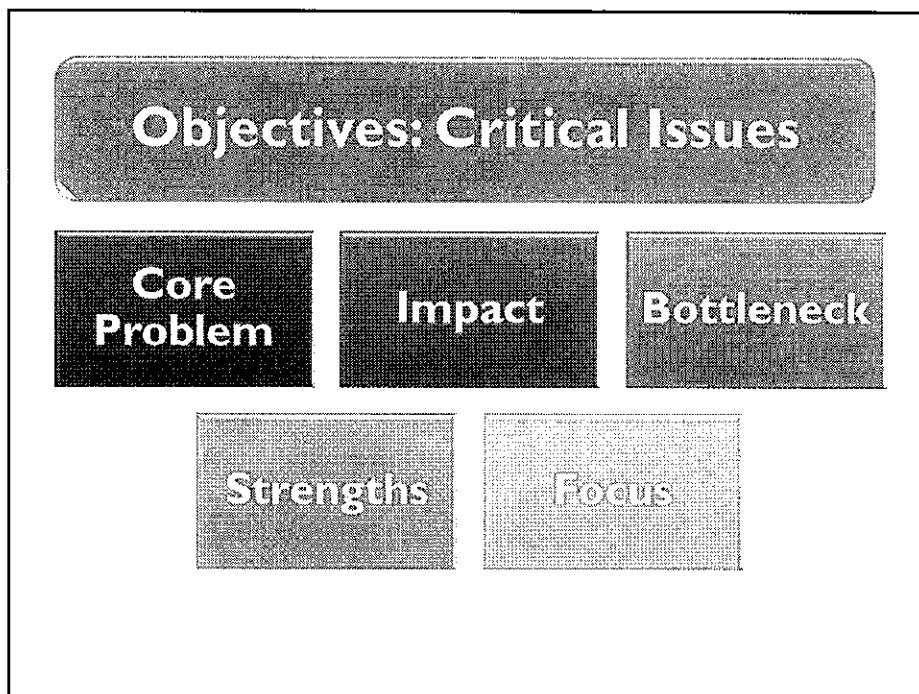 Objectives: Critical Issues
Core
Problem
Impact
Bottleneck
Strengths
Focus